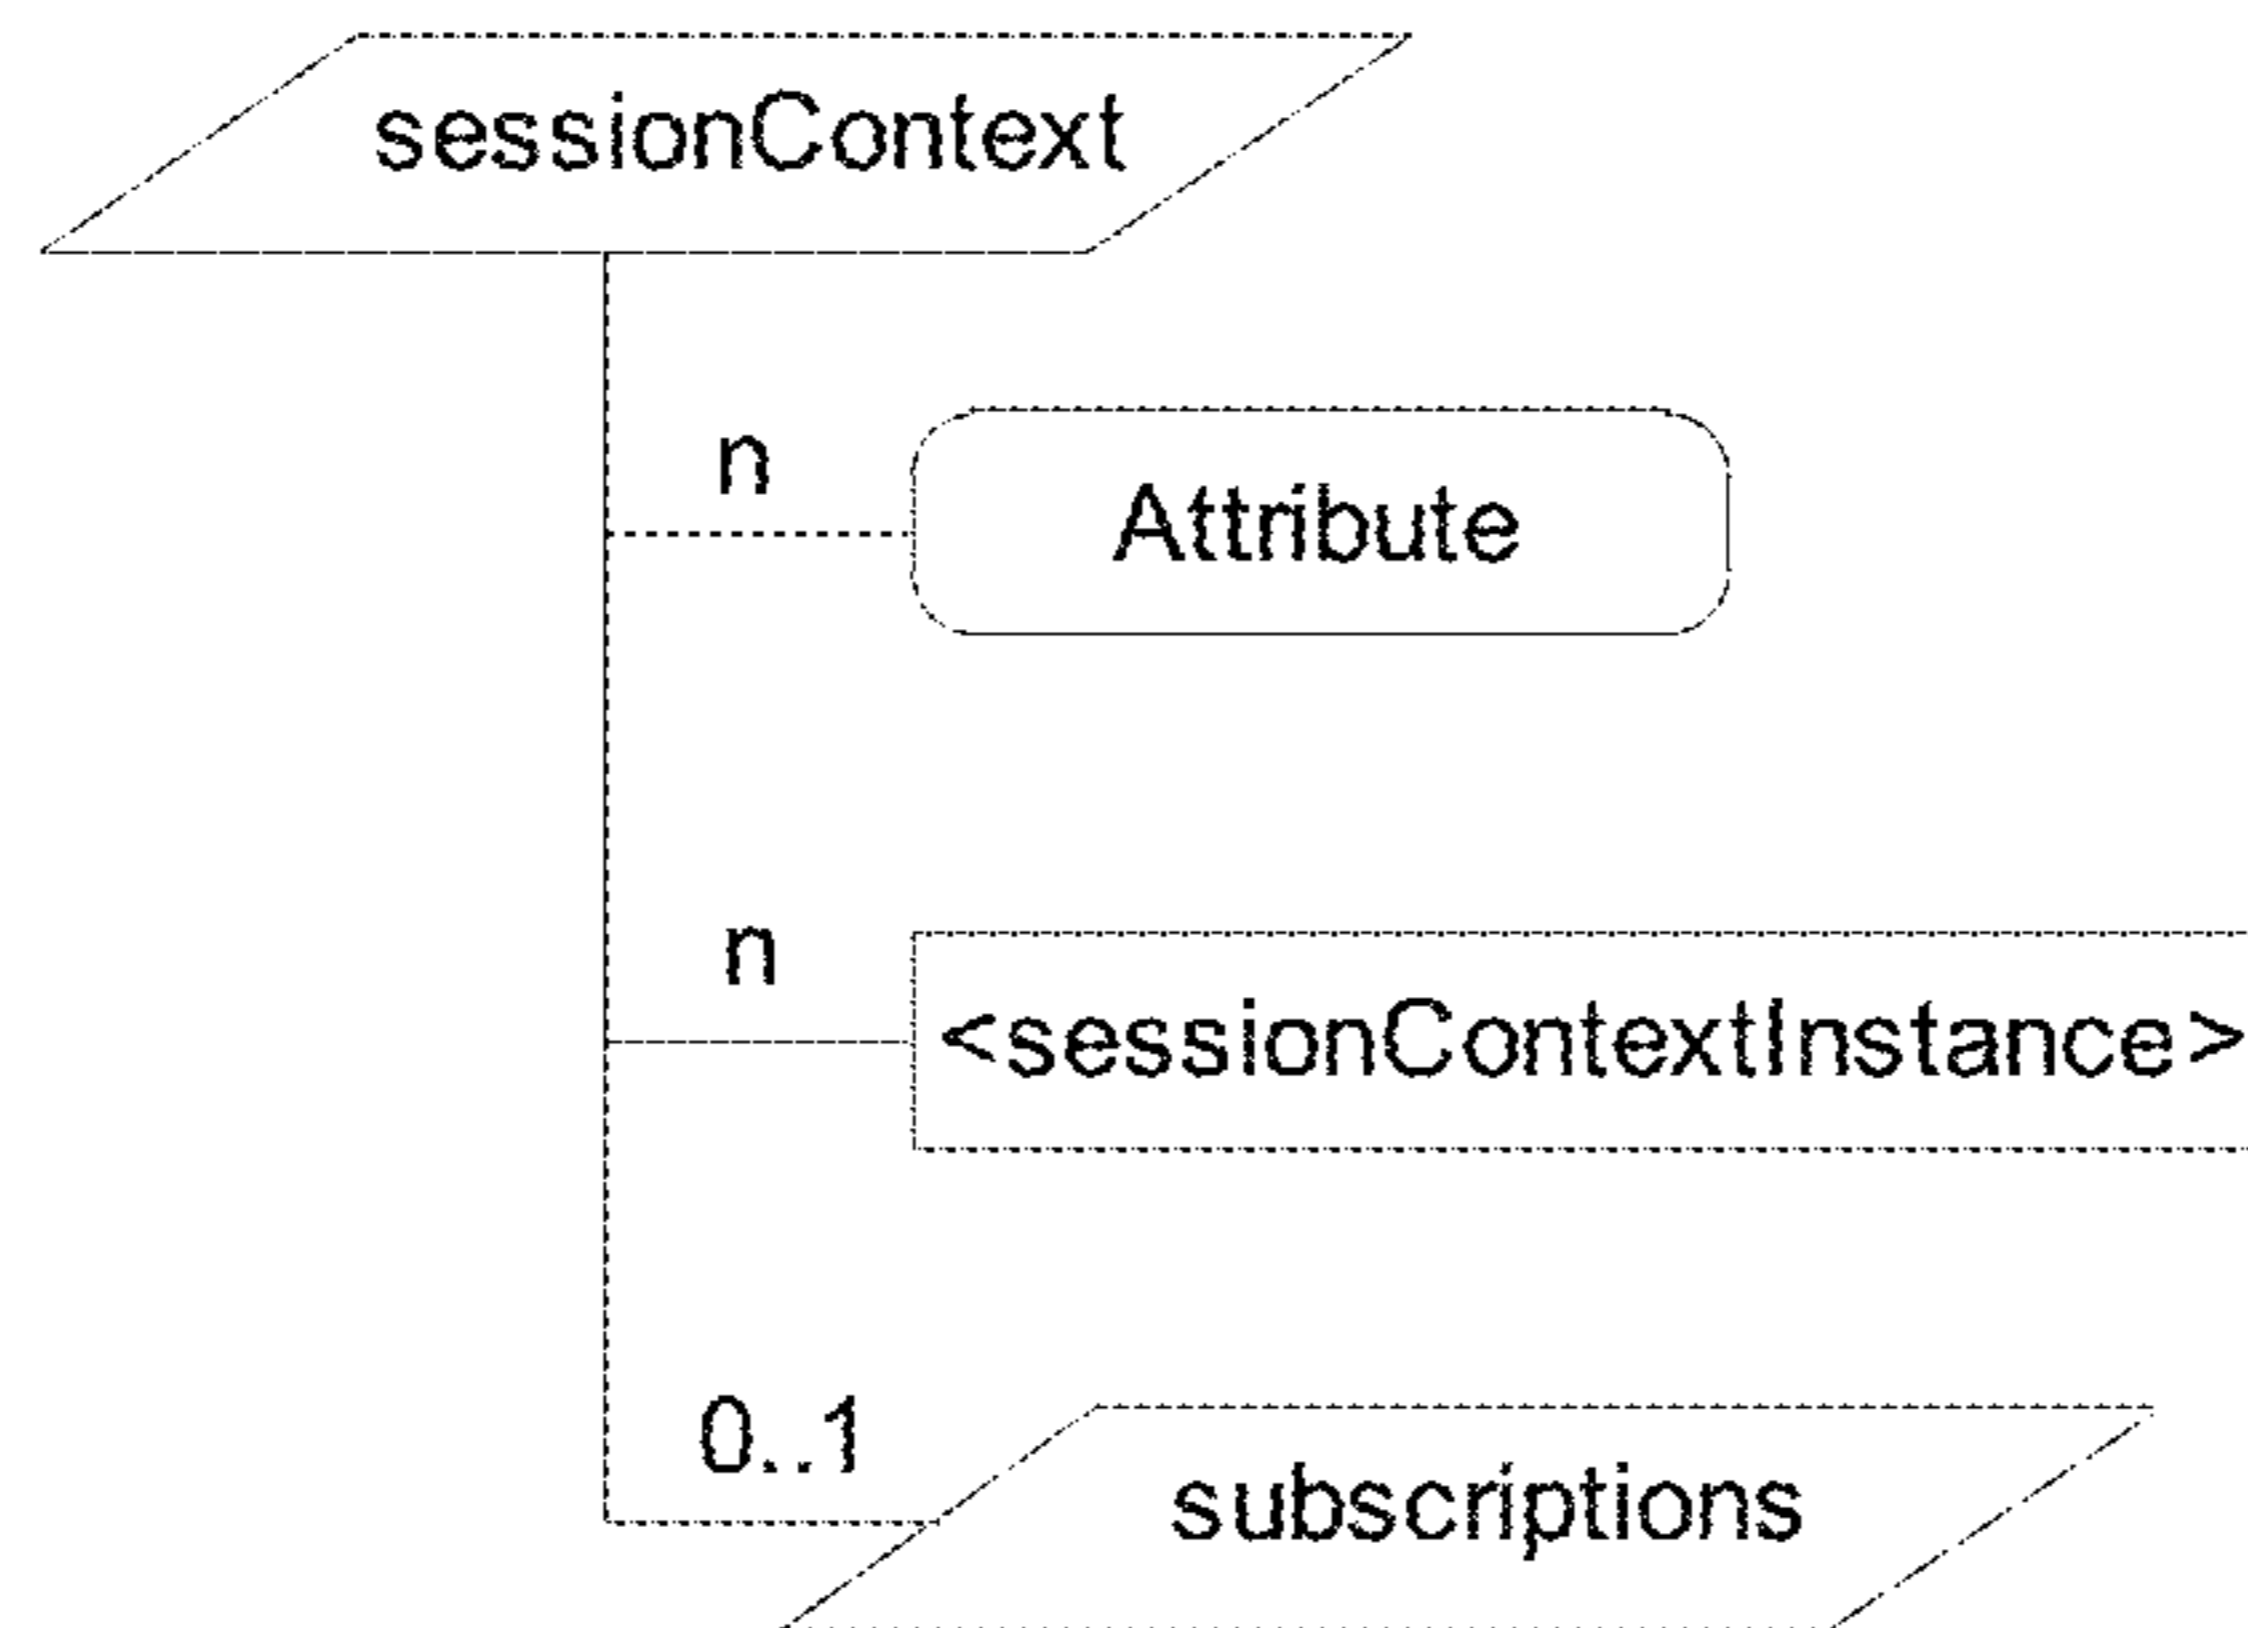 sessionContext
n
Attribute
n
<sessionContextInstance>
0..1
subscriptions